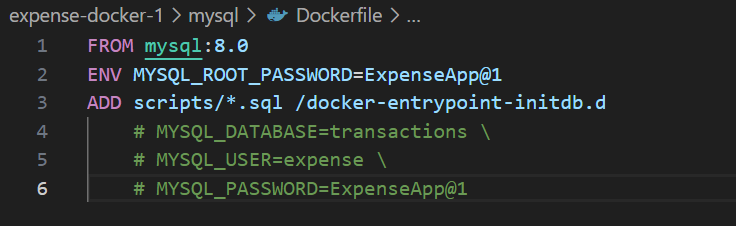 expense-docker-1 > mysql > Dockerfile > ...
1 FROM mysql:8.0
2 ENV MYSQL_ROOT_PASSWORD=ExpenseApp@1
3 ADD scripts/*.sql /docker-entrypoint-initdb.d
4 # MYSQL_DATABASE=transactions \
5 # MYSQL_USER=expense \
6 # MYSQL_PASSWORD=ExpenseApp@1